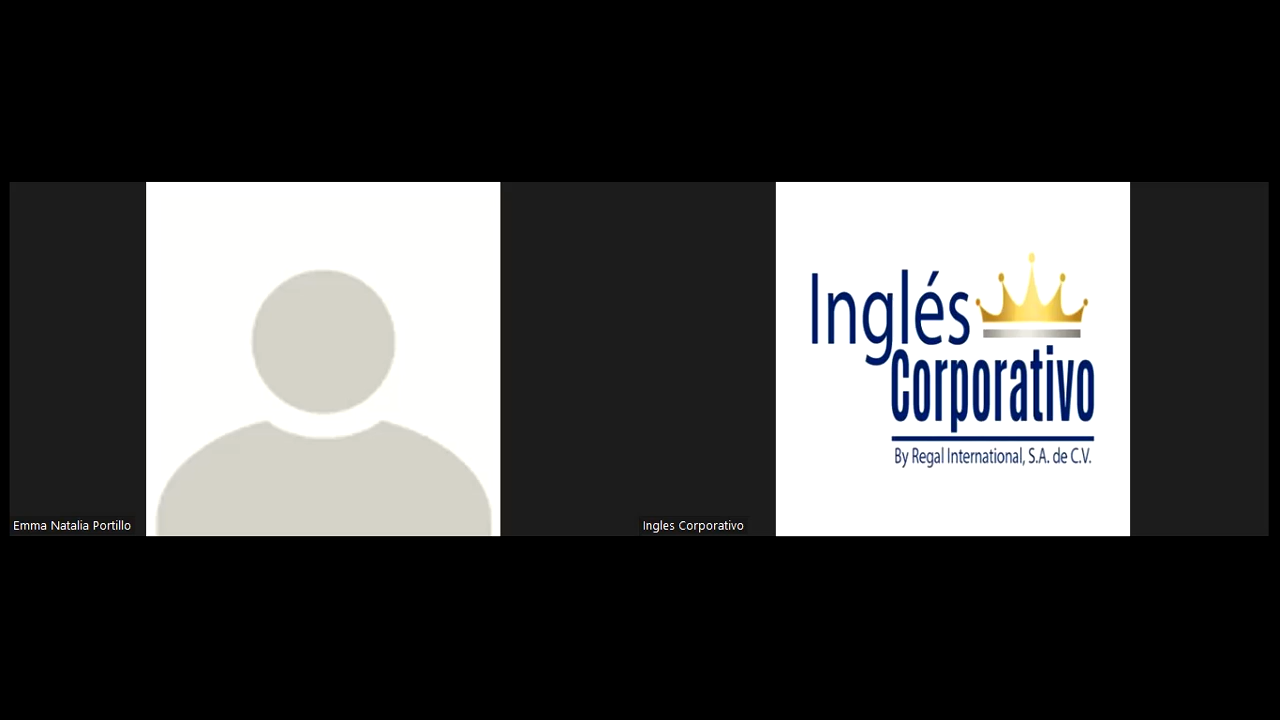 Inglés
Corporativo
By Regal International, S.A. de C.V.
Emma Natalia Portillo
Ingles Corporativo